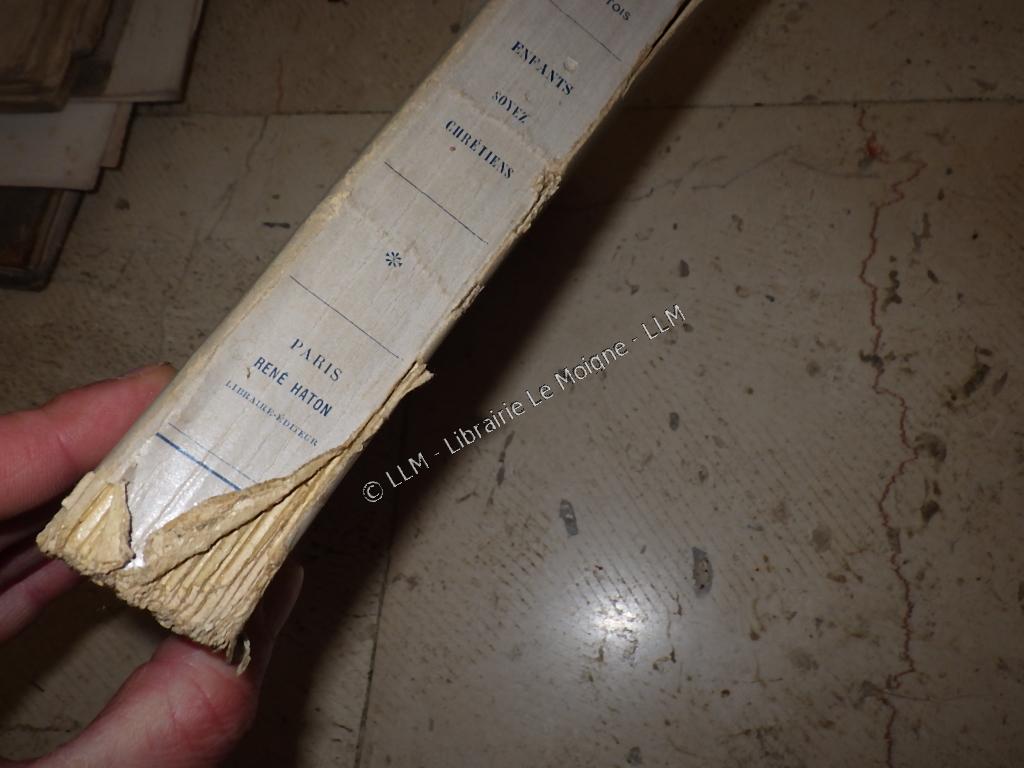 ENFANTS
SOYEZ
CHRÉTIENS
PARIS
RENÉ HATON
LIBRAIRE-ÉDITEUR
© LLM - Librairie Le Moigne - LLM